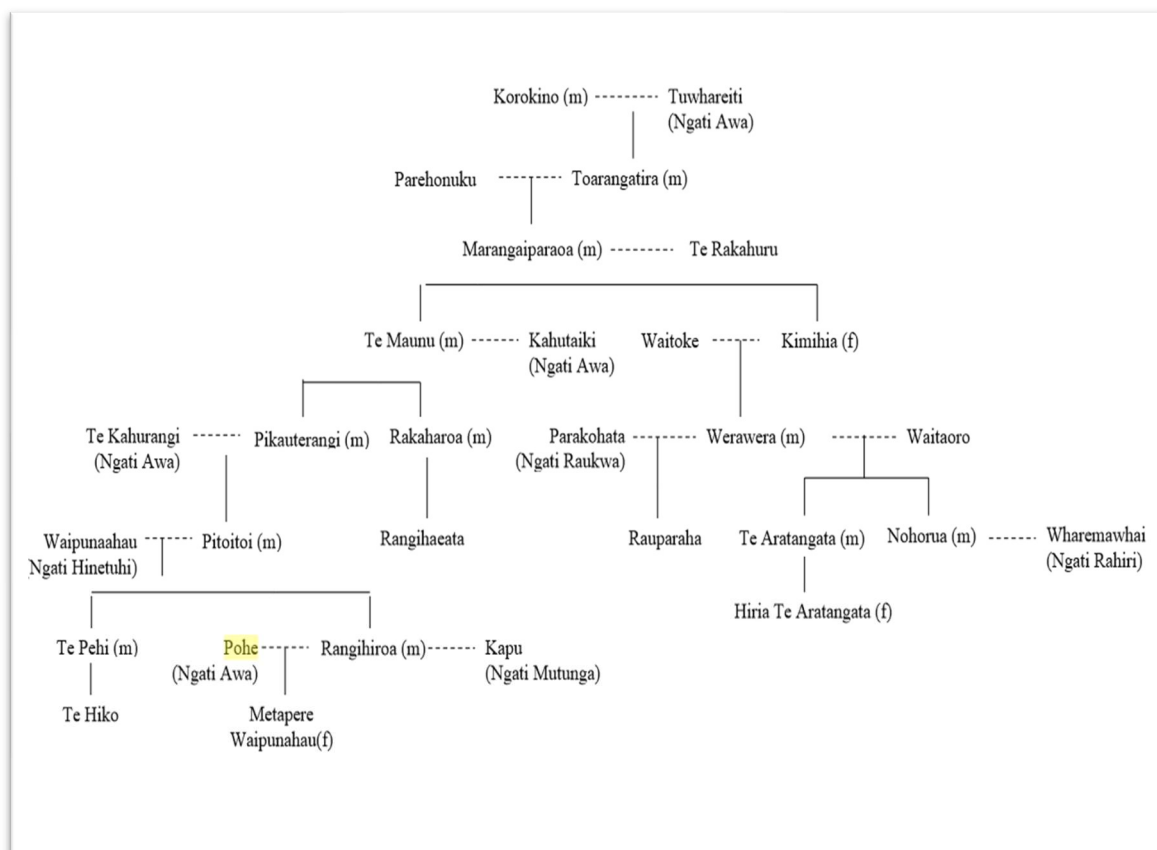 Korokino (m) -------- Tuwhareiti
(Ngati Awa)
Parehonuku -------- Toarangatira (m)
Marangaiparaoa (m) -------- Te Rakahuru
Te Maunu (m) ------ Kahutaiki Waitoke ------ Kimihia (f)
(Ngati Awa)
Te Kahurangi ------ Pikauterangi (m) Rakaharoa (m) Parakohata -------- Werawera (m) -------- Waitaoro
(Ngati Awa) (Ngati Raukwa)
Waipunaahau ------ Pitoitoi (m) Rangihaeata Rauparaha Te Aratangata (m) Nohorua (m) ------ Wharemawhai
Ngati Hinetuhi) (Ngati Rahiri)
Hiria Te Aratangata (f)
Te Pehi (m) Pohe ------ Rangihiroa (m) ------ Kapu
(Ngati Awa) (Ngati Mutunga)
Te Hiko Metapere
Waipunahau(f)